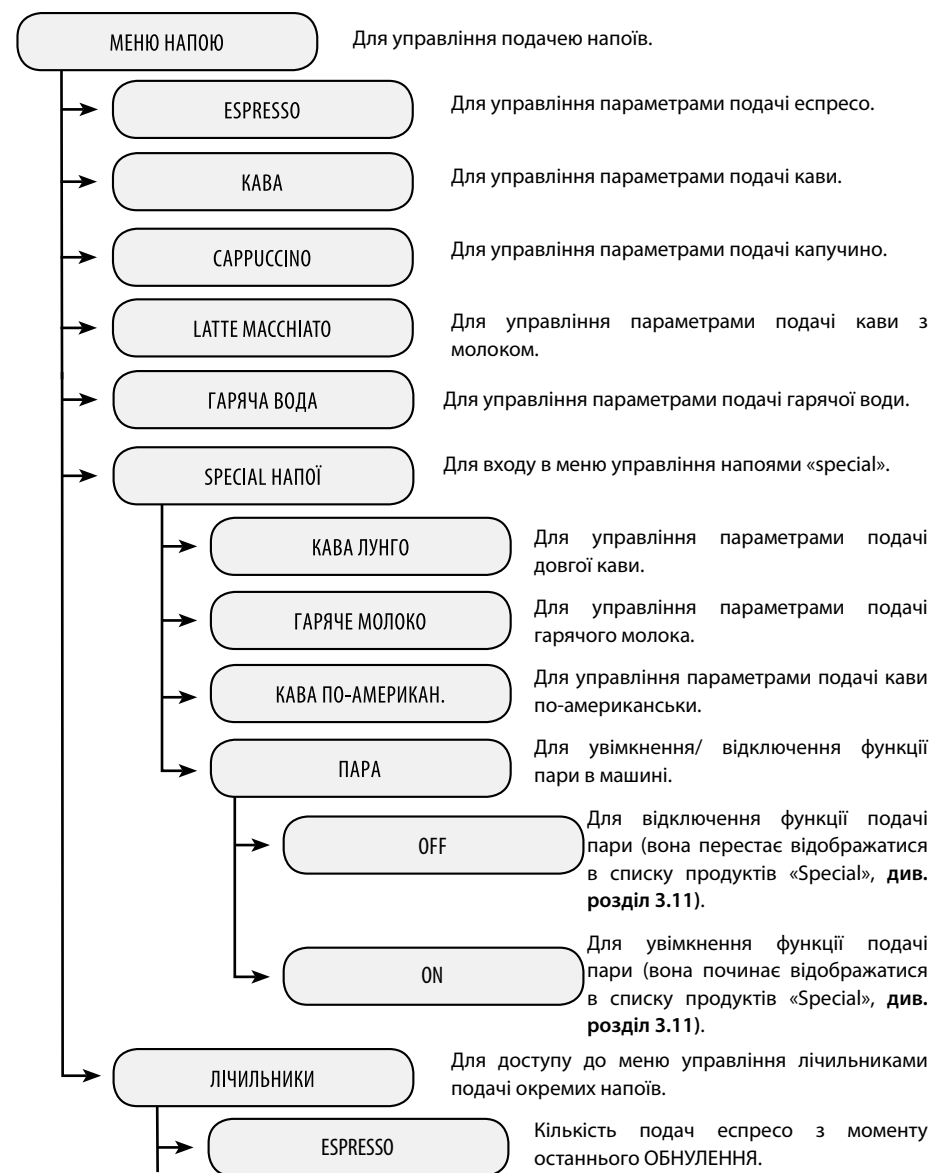 МЕНЮ НАПОЮ
Для управління подачею напоїв.
ESPRESSO
Для управління параметрами подачі еспресо.
КАВА
Для управління параметрами подачі кави.
CAPPUCCINO
Для управління параметрами подачі капучино.
LATTE MACCHIATO
Для управління параметрами подачі кави з
молоком.
ГАРЯЧА ВОДА
Для управління параметрами подачі гарячої води.
SPECIAL НАПОЇ
Для входу в меню управління напоями «special».
КАВА ЛУНГО
Для управління параметрами подачі
довгої кави.
ГАРЯЧЕ МОЛОКО
Для управління параметрами подачі
гарячого молока.
КАВА ПО-АМЕРИКАН.
Для управління параметрами подачі кави
по-американськи.
ПАРА
Для увімкнення/ відключення функції
пари в машині.
OFF
Для відключення функції подачі
пари (вона перестає відображатися
в списку продуктів «Special», див.
розділ 3.11).
ON
Для увімкнення функції подачі
пари (вона починає відображатися
в списку продуктів «Special», див.
розділ 3.11).
ЛІЧИЛЬНИКИ
Для доступу до меню управління лічильниками
подачі окремих напоїв.
ESPRESSO
Кількість подач еспресо з моменту
останнього ОБНУЛЕННЯ.